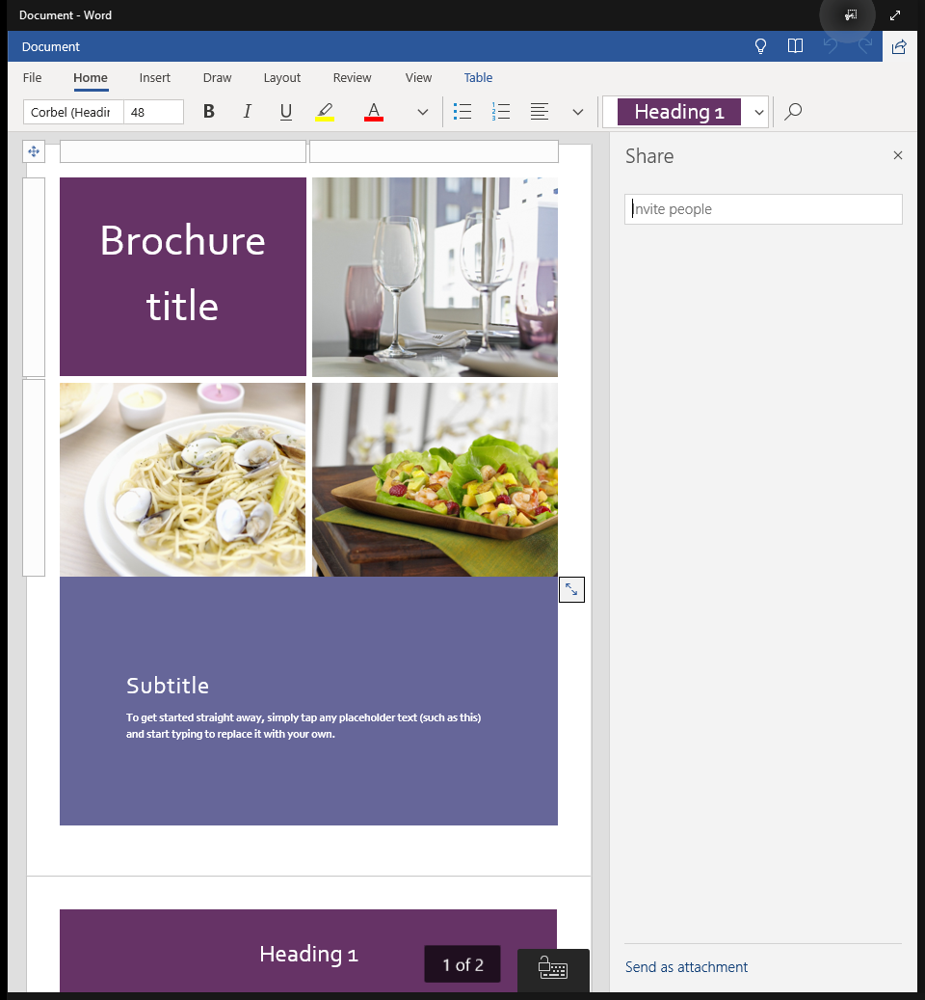 Document - Word
Document
File Home Insert Draw Layout Review View Table
Corbel (Headir 48 B I U A Heading 1
Share
Invite people
Brochure
title
Subtitle
To get started straight away, simply tap any placeholder text (such as this)
and start typing to replace it with your own.
Heading 1
1 of 2
Send as attachment